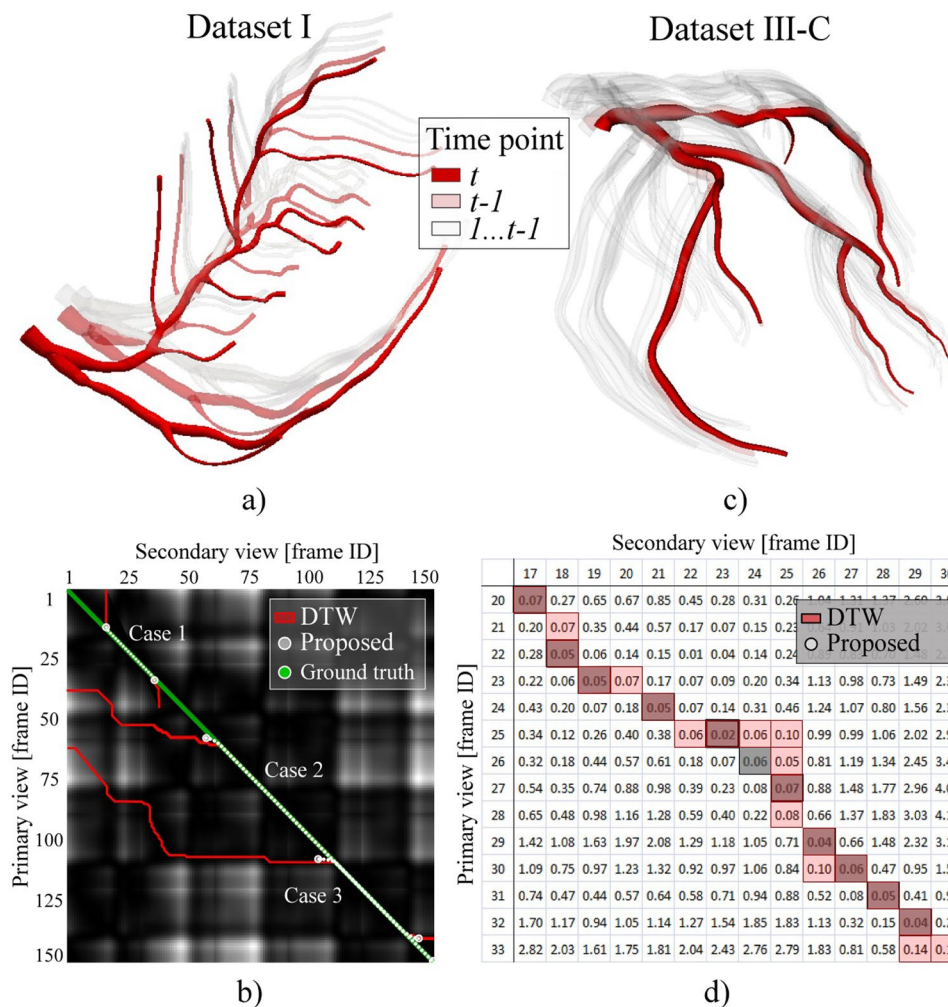 Dataset I
Dataset III-C
Time point
t
t-1
1...t-1
a)
c)
Secondary view [frame ID]
1 25 50 75 100 125 150
Primary view [frame ID]
1
25
50
75
100
125
150
DTW
Proposed
Ground truth
Case 1
Case 2
Case 3
b)
Secondary view [frame ID]
Primary view [frame ID]
DTW
Proposed
17 18 19 20 21 22 23 24 25 26 27 28 29
20 0.07 0.27 0.65 0.67 0.85 0.45 0.28 0.31 0.26
21 0.20 0.07 0.35 0.44 0.57 0.17 0.07 0.15 0.23
22 0.28 0.05 0.06 0.14 0.15 0.01 0.04 0.14 0.24
23 0.22 0.06 0.05 0.07 0.17 0.07 0.09 0.20 0.34 1.13 0.98 0.73 1.49
24 0.43 0.20 0.07 0.18 0.05 0.07 0.14 0.31 0.46 1.24 1.07 0.80 1.56
25 0.34 0.12 0.26 0.40 0.38 0.06 0.02 0.06 0.10 0.99 0.99 1.06 2.02
26 0.32 0.18 0.44 0.57 0.61 0.18 0.07 0.06 0.05 0.81 1.19 1.34 2.45
27 0.54 0.35 0.74 0.88 0.98 0.39 0.23 0.08 0.07 0.88 1.48 1.77 2.96
28 0.65 0.48 0.98 1.16 1.28 0.59 0.40 0.22 0.08 0.66 1.37 1.83 3.03
29 1.42 1.08 1.63 1.97 2.08 1.29 1.18 1.05 0.71 0.04 0.66 1.48 2.32
30 1.09 0.75 0.97 1.23 1.32 0.92 0.97 1.06 0.84 0.10 0.06 0.47 0.95
31 0.74 0.47 0.44 0.57 0.64 0.58 0.71 0.94 0.88 0.52 0.08 0.05 0.41
32 1.70 1.17 0.94 1.05 1.14 1.27 1.54 1.85 1.83 1.13 0.32 0.15 0.04
33 2.82 2.03 1.61 1.75 1.81 2.04 2.43 2.76 2.79 1.83 0.81 0.58 0.14
d)